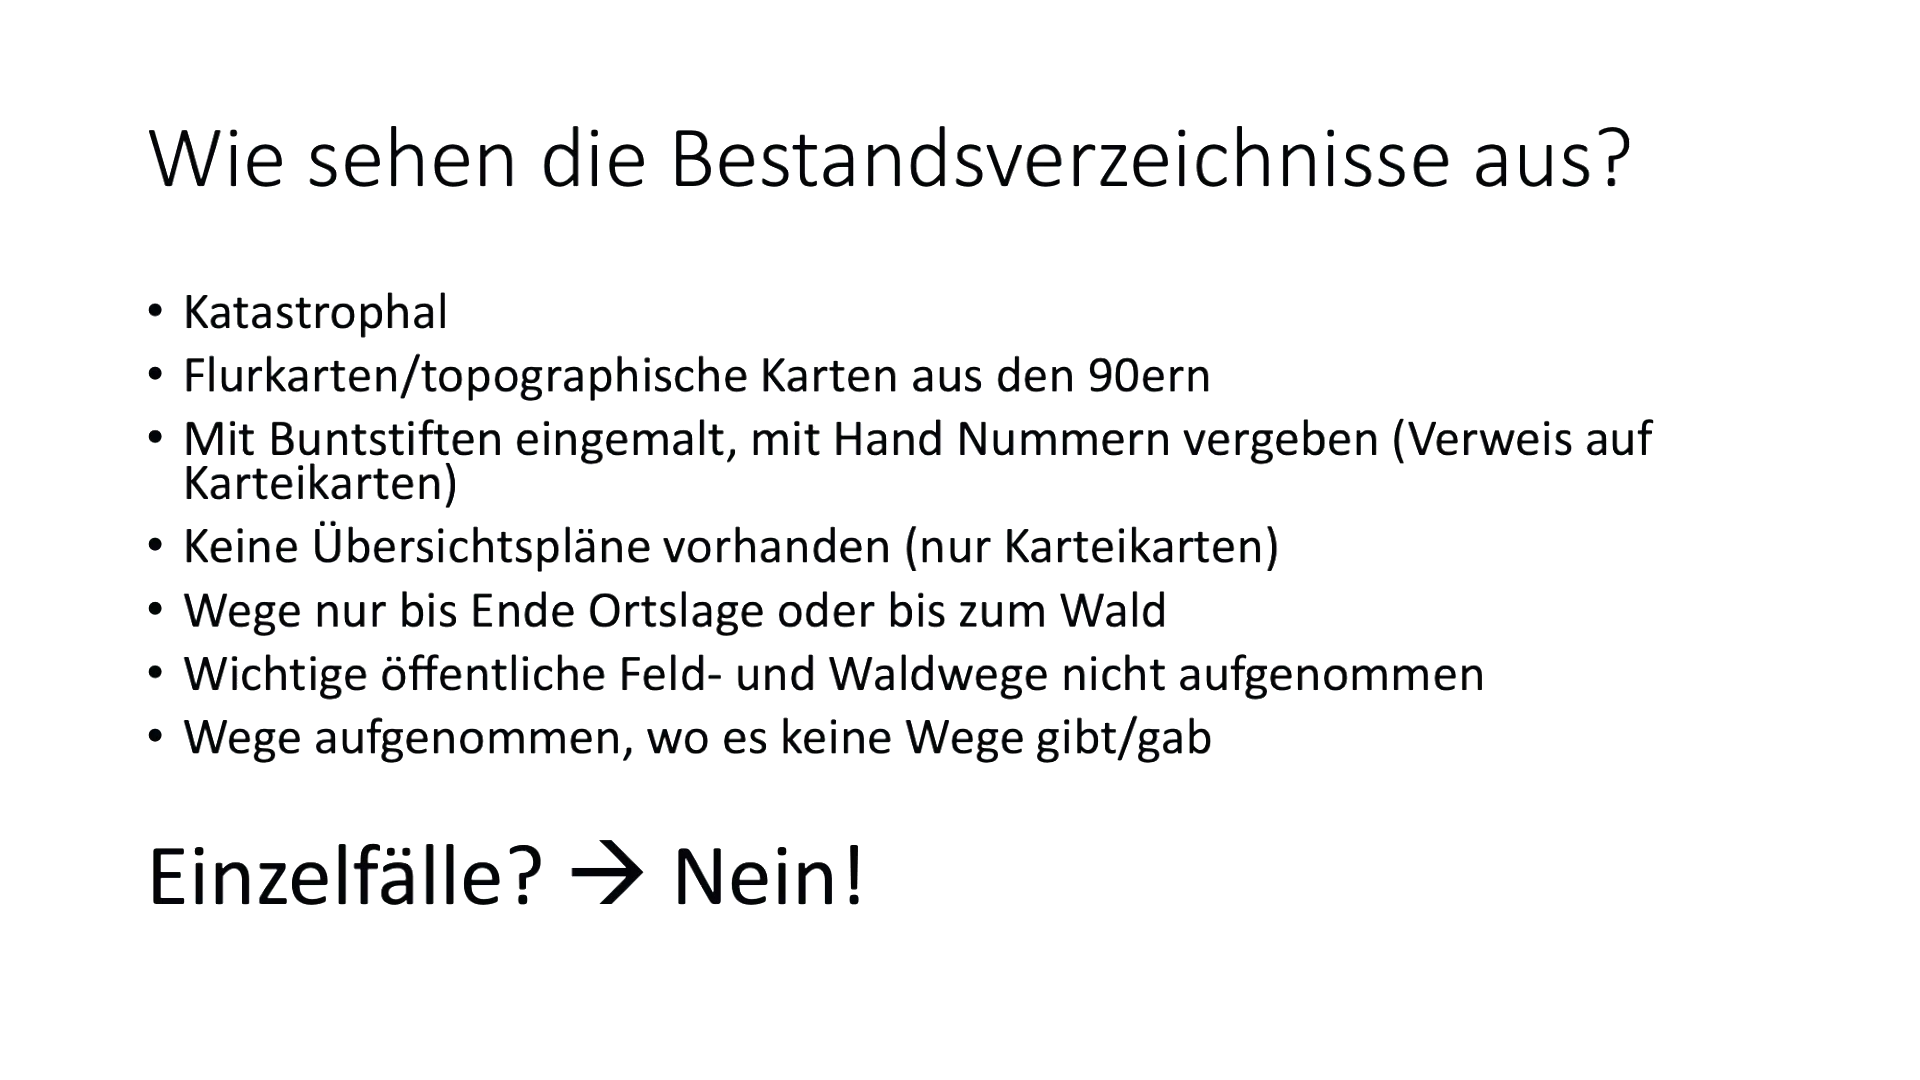 Wie sehen die Bestandsverzeichnisse aus?
• Katastrophal
• Flurkarten/topographische Karten aus den 90ern
• Mit Buntstiften eingemalt, mit Hand Nummern vergeben (Verweis auf
Karteikarten)
• Keine Übersichtspläne vorhanden (nur Karteikarten)
• Wege nur bis Ende Ortslage oder bis zum Wald
• Wichtige öffentliche Feld- und Waldwege nicht aufgenommen
• Wege aufgenommen, wo es keine Wege gibt/gab
Einzelfälle? → Nein!